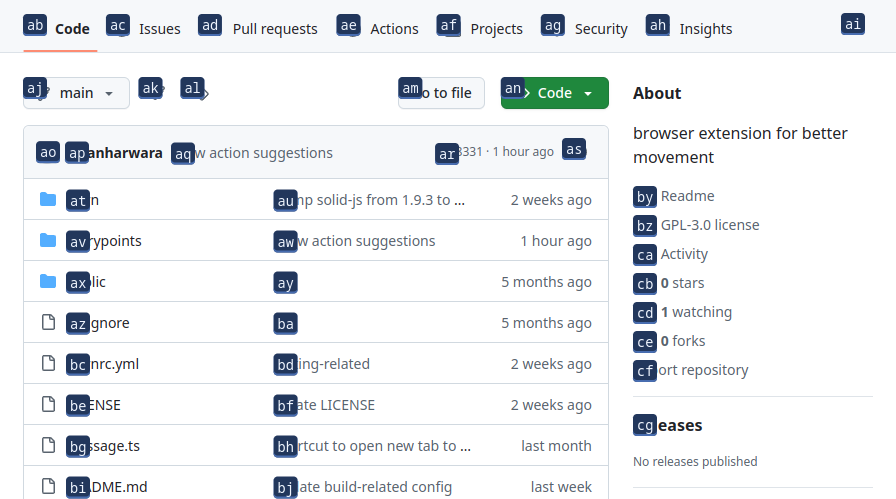 ab Code ac Issues ad Pull requests ae Actions af Projects ag Security ah Insights ai
aj main ak al am o to file an Code
ao ap anharwara aq w action suggestions ar 3331 · 1 hour ago as
at n au np solid-js from 1.9.3 to ... 2 weeks ago
av rypoints aw w action suggestions 1 hour ago
ax lic ay 5 months ago
az gnore ba 5 months ago
bc nrc.yml bd ing-related 2 weeks ago
be ENSE bf ate LICENSE 2 weeks ago
bg ssage.ts bh rtcut to open new tab to ... last month
bi DME.md bj ate build-related config last week
About
browser extension for better
movement
by Readme
bz GPL-3.0 license
ca Activity
cb 0 stars
cd 1 watching
ce 0 forks
cf ort repository
cg eases
No releases published